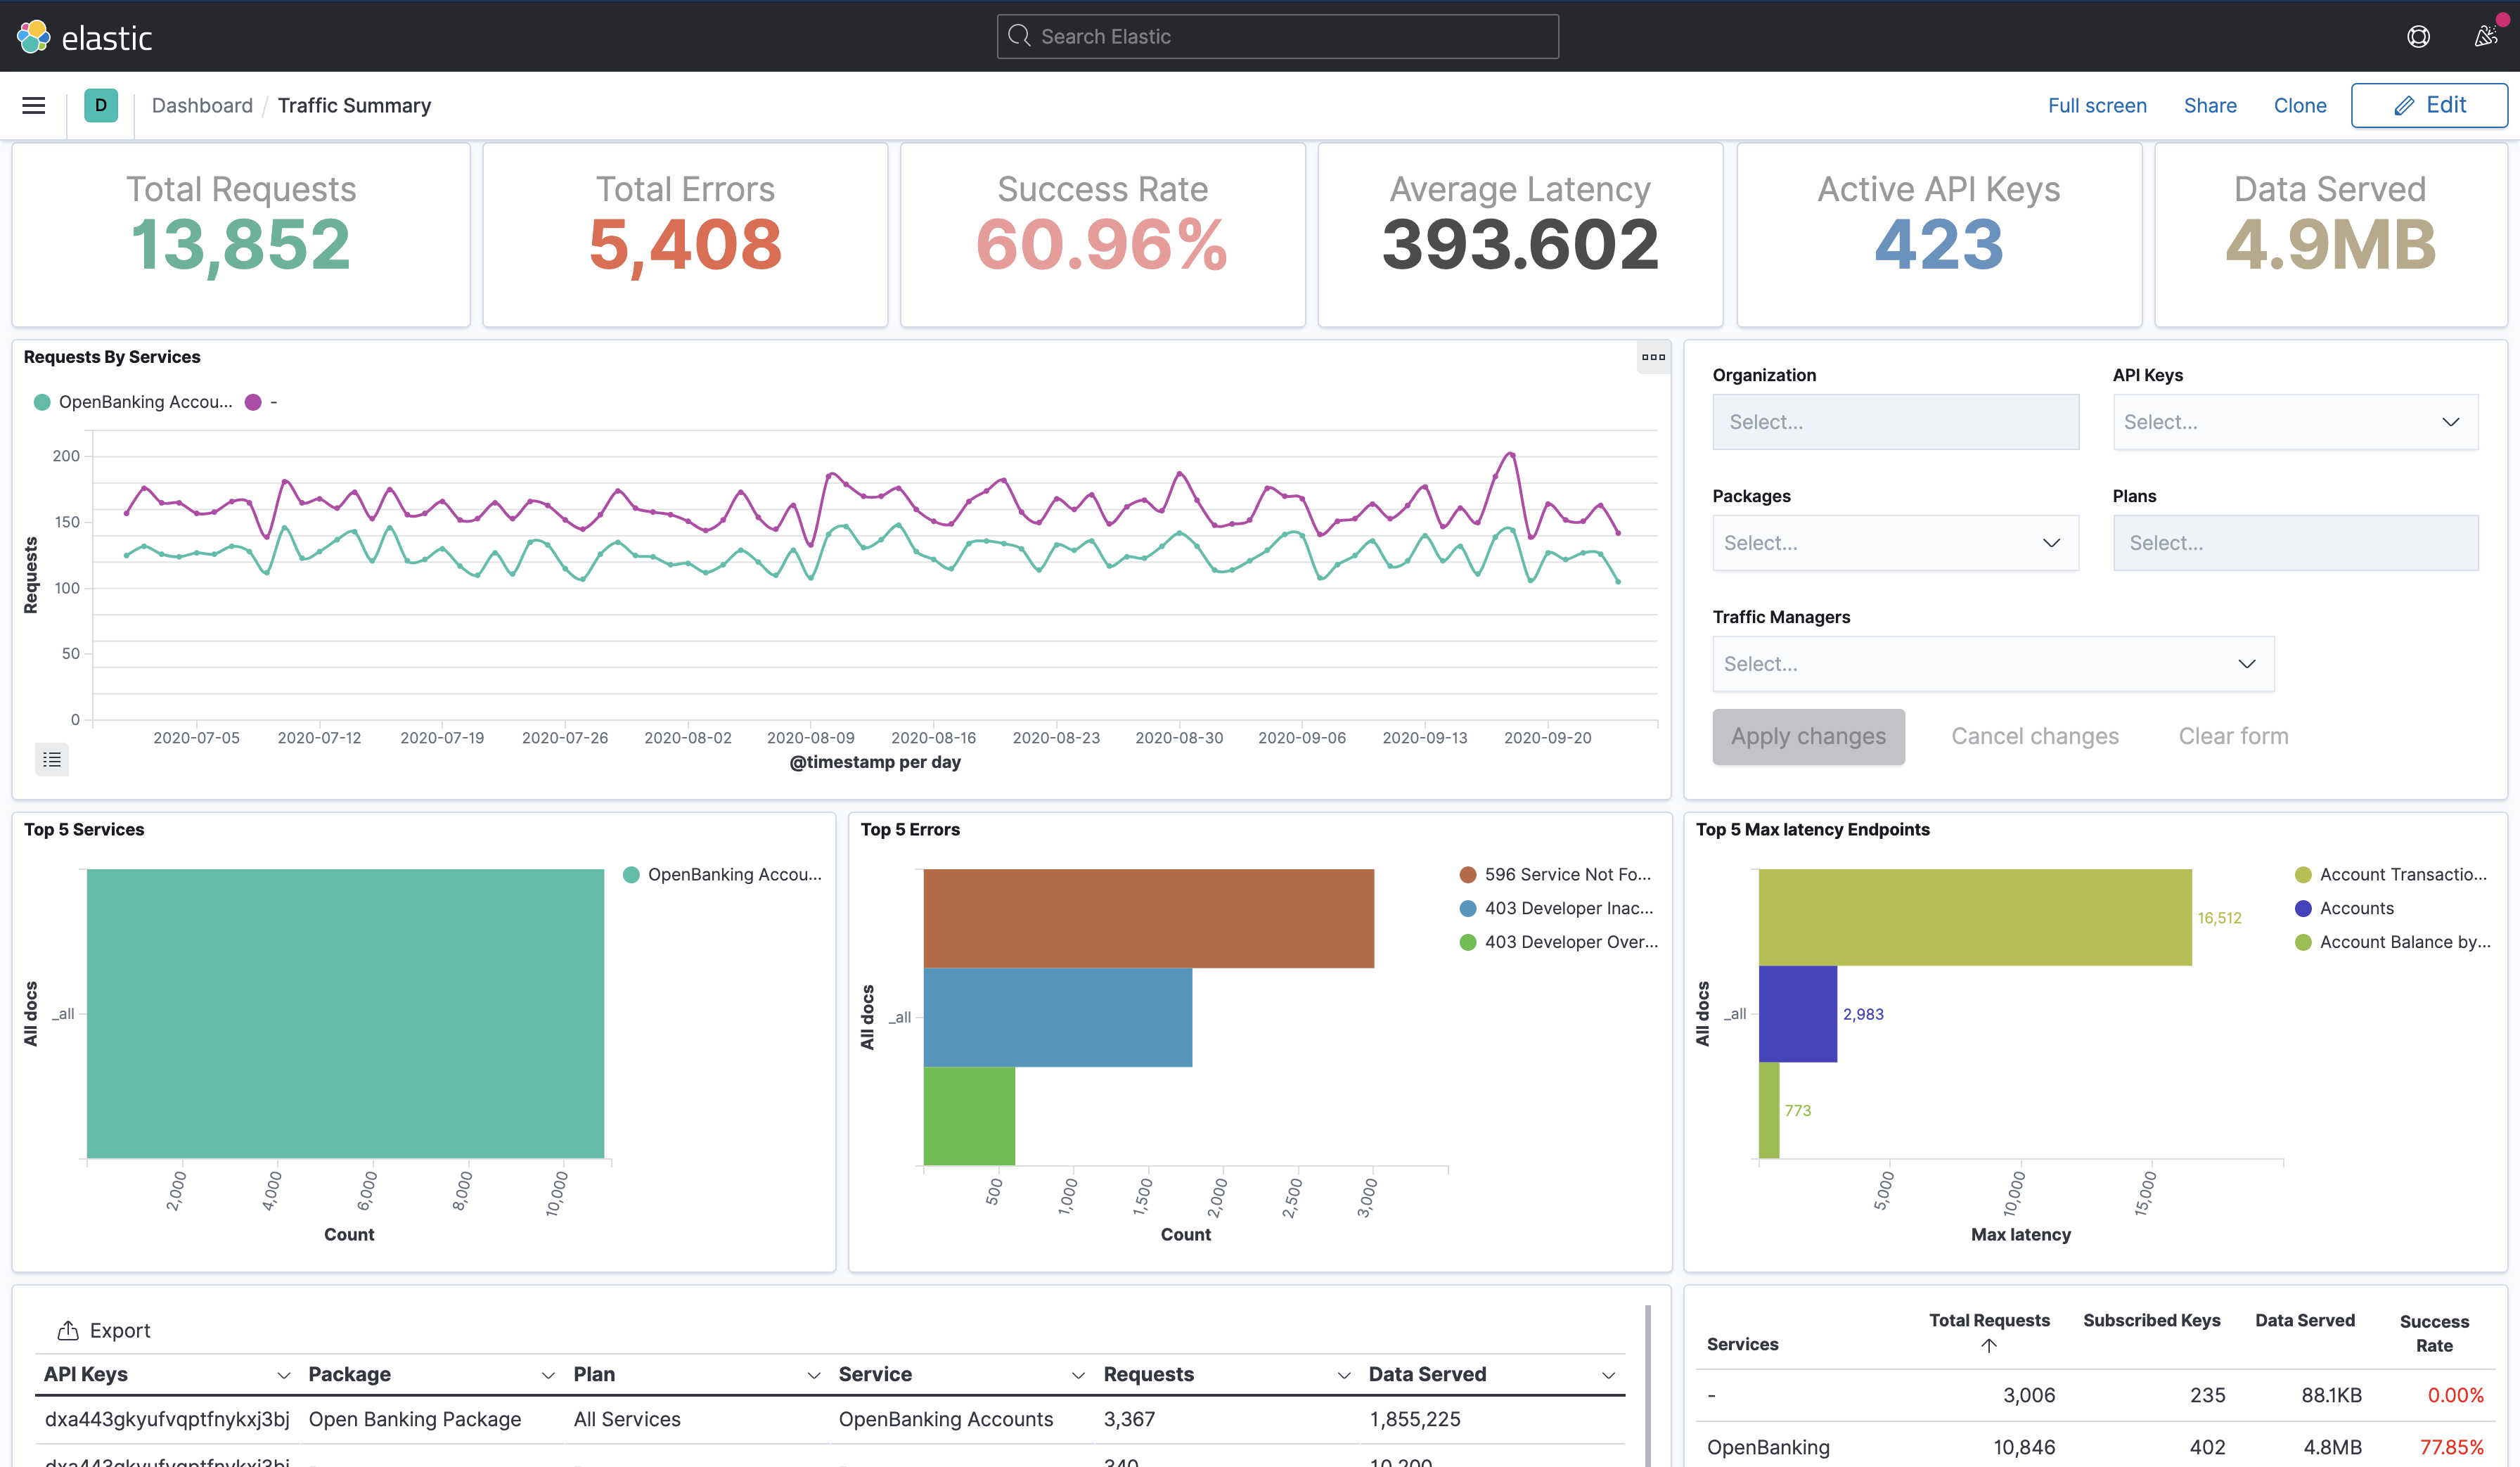 elastic
Search Elastic
D
Dashboard / Traffic Summary
Full screen Share Clone Edit
Total Requests
13,852
Total Errors
5,408
Success Rate
60.96%
Average Latency
393.602
Active API Keys
423
Data Served
4.9MB
Requests By Services
OpenBanking Accou... -
Requests
200
150
100
50
0
2020-07-05 2020-07-12 2020-07-19 2020-07-26 2020-08-02 2020-08-09 2020-08-16 2020-08-23 2020-08-30 2020-09-06 2020-09-13 2020-09-20
@timestamp per day
Organization
Select...
API Keys
Select...
Packages
Select...
Plans
Select...
Traffic Managers
Select...
Apply changes Cancel changes Clear form
Top 5 Services
OpenBanking Accou...
All docs
_all
2,000 4,000 6,000 8,000 10,000
Count
Top 5 Errors
596 Service Not Fo...
403 Developer Inac...
403 Developer Over...
All docs
_all
500 1,000 1,500 2,000 2,500 3,000
Count
Top 5 Max latency Endpoints
Account Transactio...
Accounts
Account Balance by...
16,512
2,983
773
All docs
_all
5,000 10,000 15,000
Max latency
Export
API Keys Package Plan Service Requests Data Served
dxa443gkyufvqptfnykxj3bj Open Banking Package All Services OpenBanking Accounts 3,367 1,855,225
dxa443gkyufvqptfnykxj3bj - - - 340 10,200
Services Total Requests Subscribed Keys Data Served Success Rate
- 3,006 235 88.1KB 0.00%
OpenBanking 10,846 402 4.8MB 77.85%